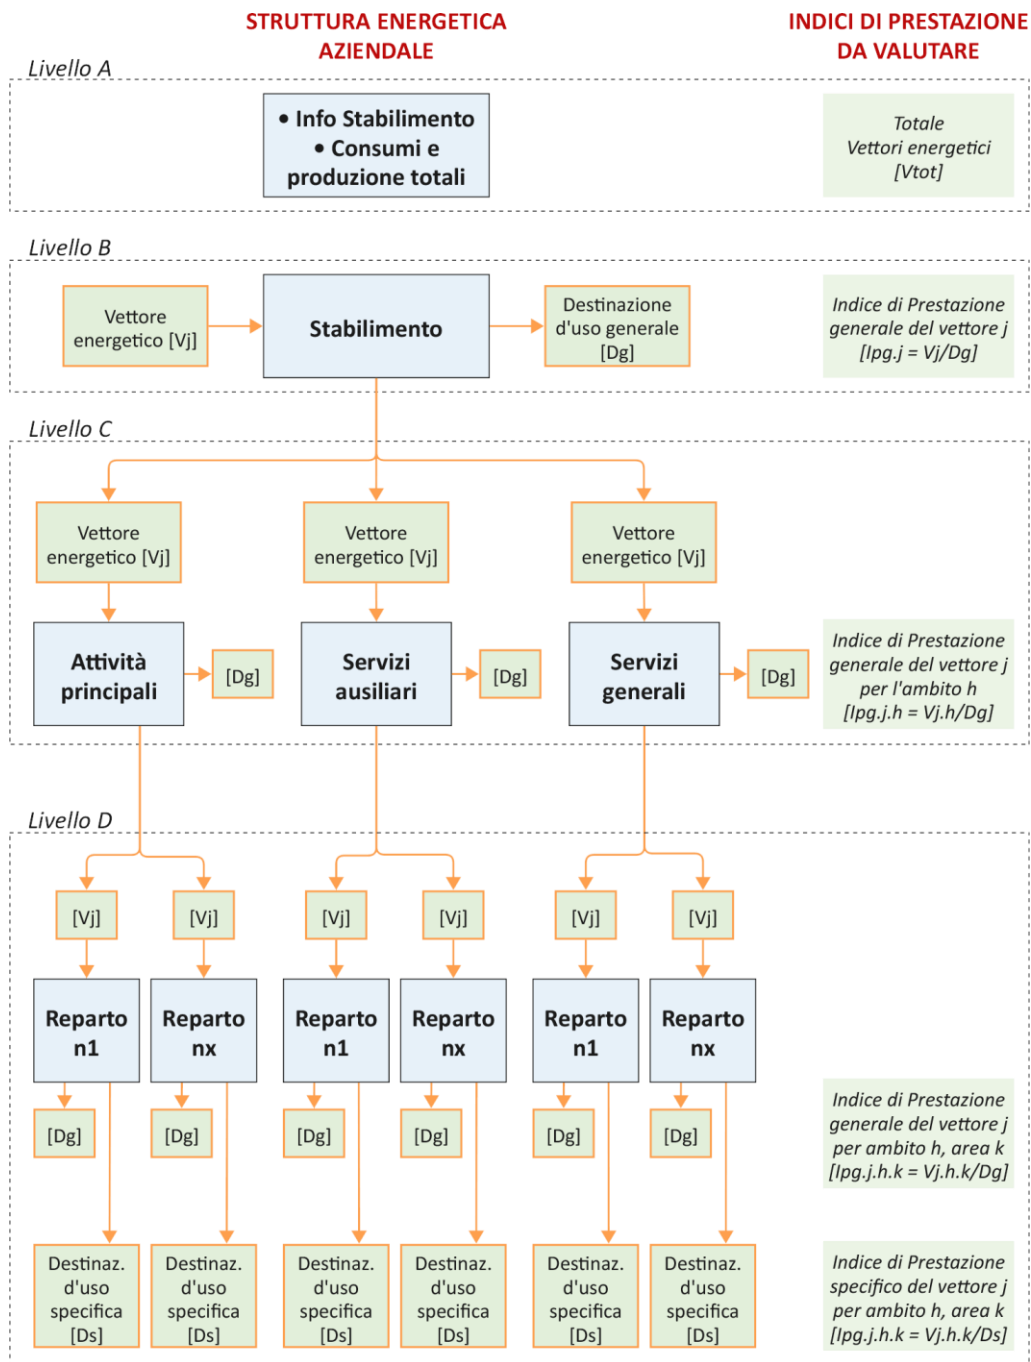 STRUTTURA ENERGETICA
AZIENDALE
INDICI DI PRESTAZIONE
DA VALUTARE
Livello A
• Info Stabilimento
• Consumi e
produzione totali
Totale
Vettori energetici
[Vtot]
Livello B
Vettore
energetico [Vj]
Stabilimento
Destinazione
d'uso generale
[Dg]
Indice di Prestazione
generale del vettore j
[Ipg.j = Vj/Dg]
Livello C
Vettore
energetico [Vj]
Vettore
energetico [Vj]
Vettore
energetico [Vj]
Attività
principali
[Dg]
Servizi
ausiliari
[Dg]
Servizi
generali
[Dg]
Indice di Prestazione
generale del vettore j
per l'ambito h
[Ipg.j.h = Vj.h/Dg]
Livello D
[Vj]
[Vj]
[Vj]
[Vj]
[Vj]
[Vj]
Reparto
n1
Reparto
nx
Reparto
n1
Reparto
nx
Reparto
n1
Reparto
nx
[Dg]
[Dg]
[Dg]
[Dg]
[Dg]
[Dg]
Indice di Prestazione
generale del vettore j
per ambito h, area k
[Ipg.j.h.k = Vj.h.k/Dg]
Destinaz.
d'uso
specifica
[Ds]
Destinaz.
d'uso
specifica
[Ds]
Destinaz.
d'uso
specifica
[Ds]
Destinaz.
d'uso
specifica
[Ds]
Destinaz.
d'uso
specifica
[Ds]
Destinaz.
d'uso
specifica
[Ds]
Indice di Prestazione
specifico del vettore j
per ambito h, area k
[Ipg.j.h.k = Vj.h.k/Ds]